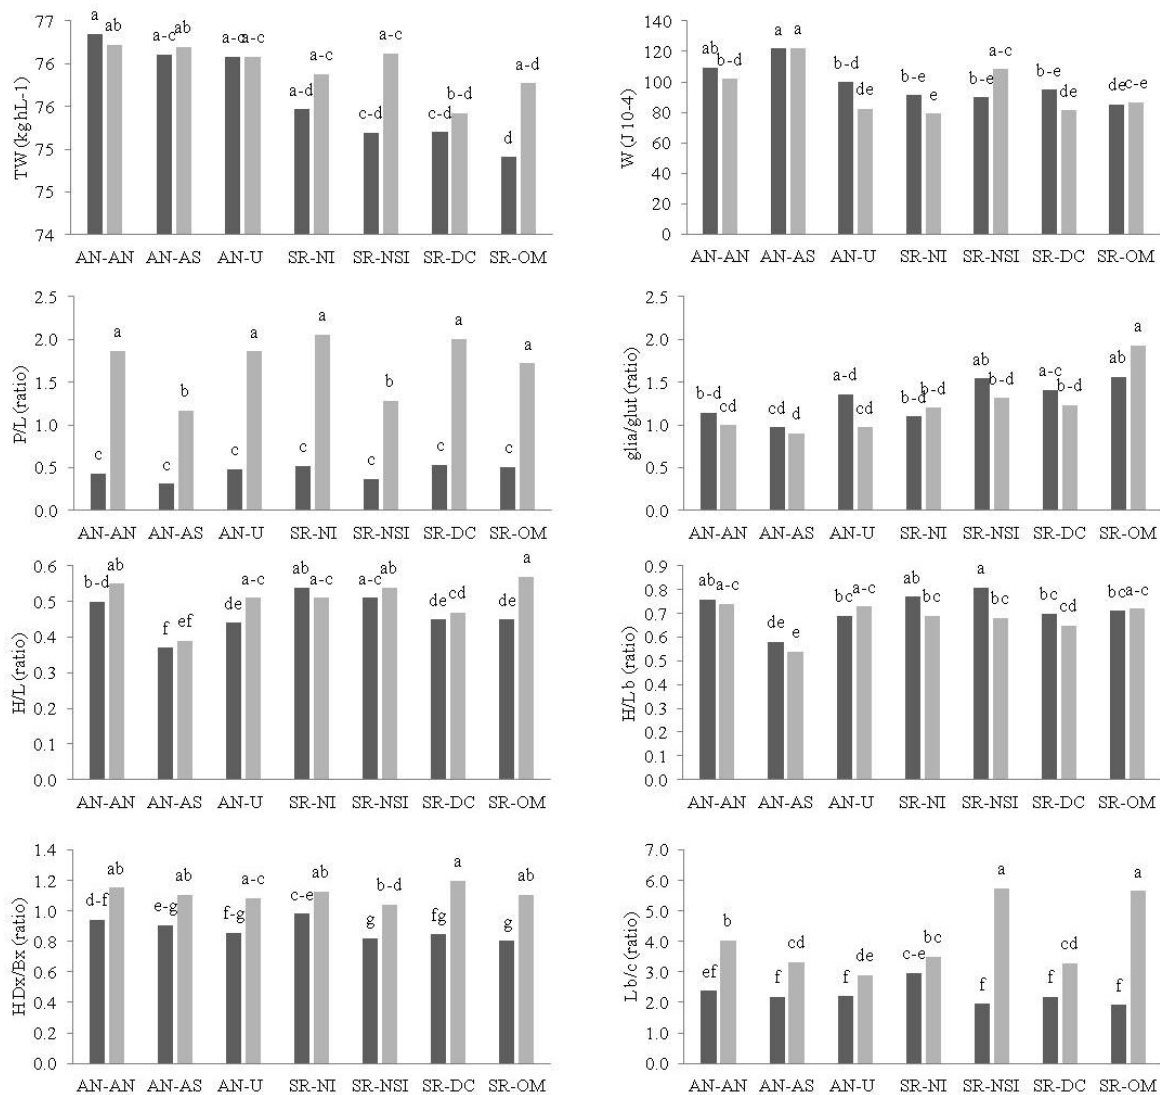 TW (kg hL-1)
77
76
76
75
75
74
a ab a-c ab a-c a-c a-d a-c c-d a-c c-d b-d d a-d
AN-AN AN-AS AN-U SR-NI SR-NSI SR-DC SR-OM
W (J 10-4)
140
120
100
80
60
40
20
0
ab b-d a a b-d de b-e e b-e a-c b-e de de c-e
AN-AN AN-AS AN-U SR-NI SR-NSI SR-DC SR-OM
P/L (ratio)
2.5
2.0
1.5
1.0
0.5
0.0
c a c b c a c a c b c a c a
AN-AN AN-AS AN-U SR-NI SR-NSI SR-DC SR-OM
glia/glut (ratio)
2.5
2.0
1.5
1.0
0.5
0.0
b-d cd cd d a-d cd b-d b-d ab b-d a-c b-d ab a
AN-AN AN-AS AN-U SR-NI SR-NSI SR-DC SR-OM
H/L (ratio)
0.6
0.5
0.4
0.3
0.2
0.1
0.0
b-d ab f ef de a-c ab a-c a-c ab de cd de a
AN-AN AN-AS AN-U SR-NI SR-NSI SR-DC SR-OM
H/Lb (ratio)
0.9
0.8
0.7
0.6
0.5
0.4
0.3
0.2
0.1
0.0
ab a-c de e bc a-c ab bc a bc bc cd bc a-c
AN-AN AN-AS AN-U SR-NI SR-NSI SR-DC SR-OM
HDx/Bx (ratio)
1.4
1.2
1.0
0.8
0.6
0.4
0.2
0.0
d-f ab e-g ab f-g a-c c-e ab g b-d fg a g ab
AN-AN AN-AS AN-U SR-NI SR-NSI SR-DC SR-OM
Lb/c (ratio)
7.0
6.0
5.0
4.0
3.0
2.0
1.0
0.0
ef b f cd f de c-e bc f a f cd f a
AN-AN AN-AS AN-U SR-NI SR-NSI SR-DC SR-OM